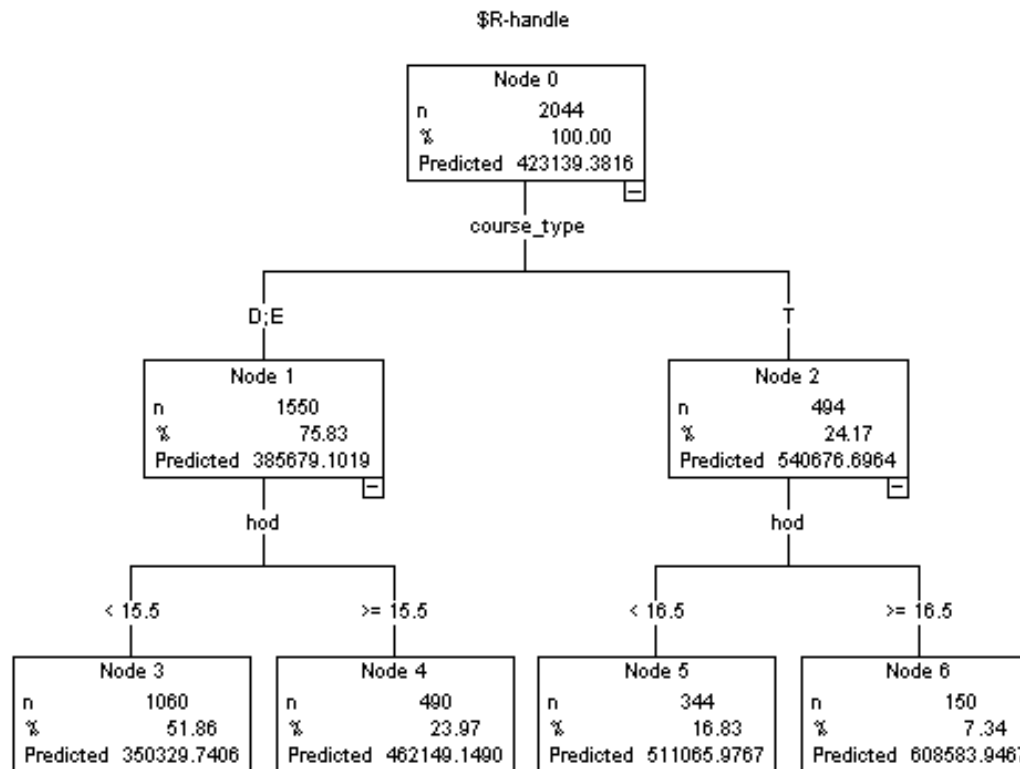 $R-handle
Node 0
n 2044
% 100.00
Predicted 423139.3816
course_type
D;E T
Node 1 Node 2
n 1550 n 494
% 75.83 % 24.17
Predicted 385679.1019 Predicted 540676.6964
hod hod
< 15.5 >= 15.5 < 16.5 >= 16.5
Node 3 Node 4 Node 5 Node 6
n 1060 n 490 n 344 n 150
% 51.86 % 23.97 % 16.83 % 7.34
Predicted 350329.7406 Predicted 462149.1490 Predicted 511065.9767 Predicted 608583.9467